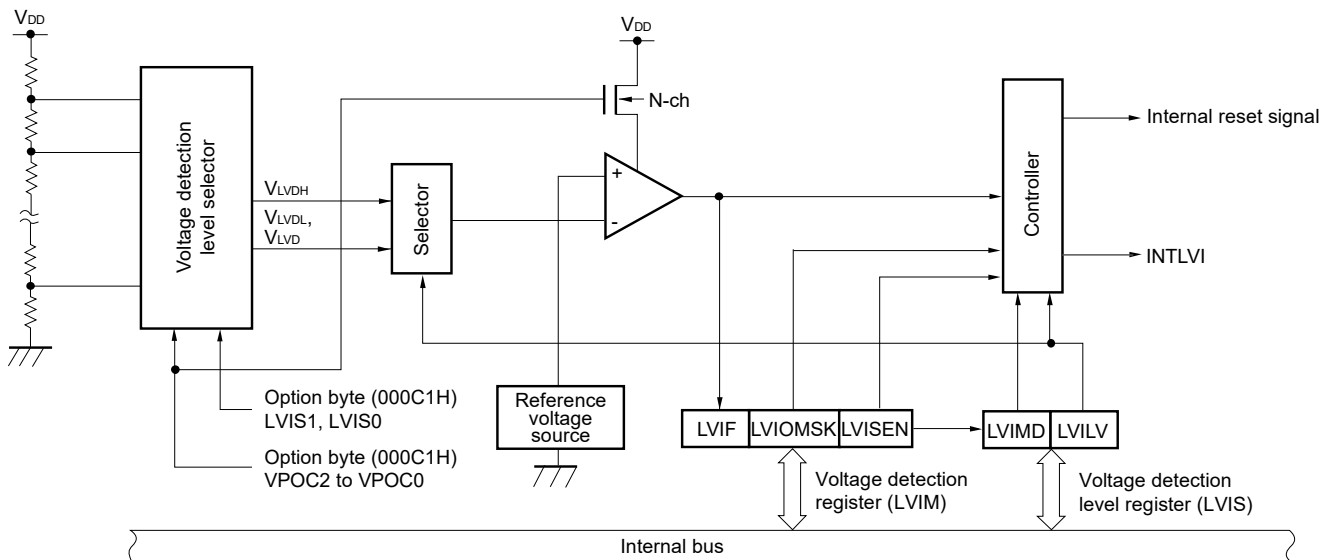 VDD
VDD
N-ch
Voltage detection
level selector
VLVDH
VLVDL,
VLVD
Selector
+
-
Controller
Internal reset signal
INTLVI
Option byte (000C1H)
LVIS1, LVIS0
Option byte (000C1H)
VPOC2 to VPOC0
Reference
voltage
source
LVIF
LVIOMSK
LVISEN
LVIMD
LVILV
Voltage detection
register (LVIM)
Voltage detection
level register (LVIS)
Internal bus